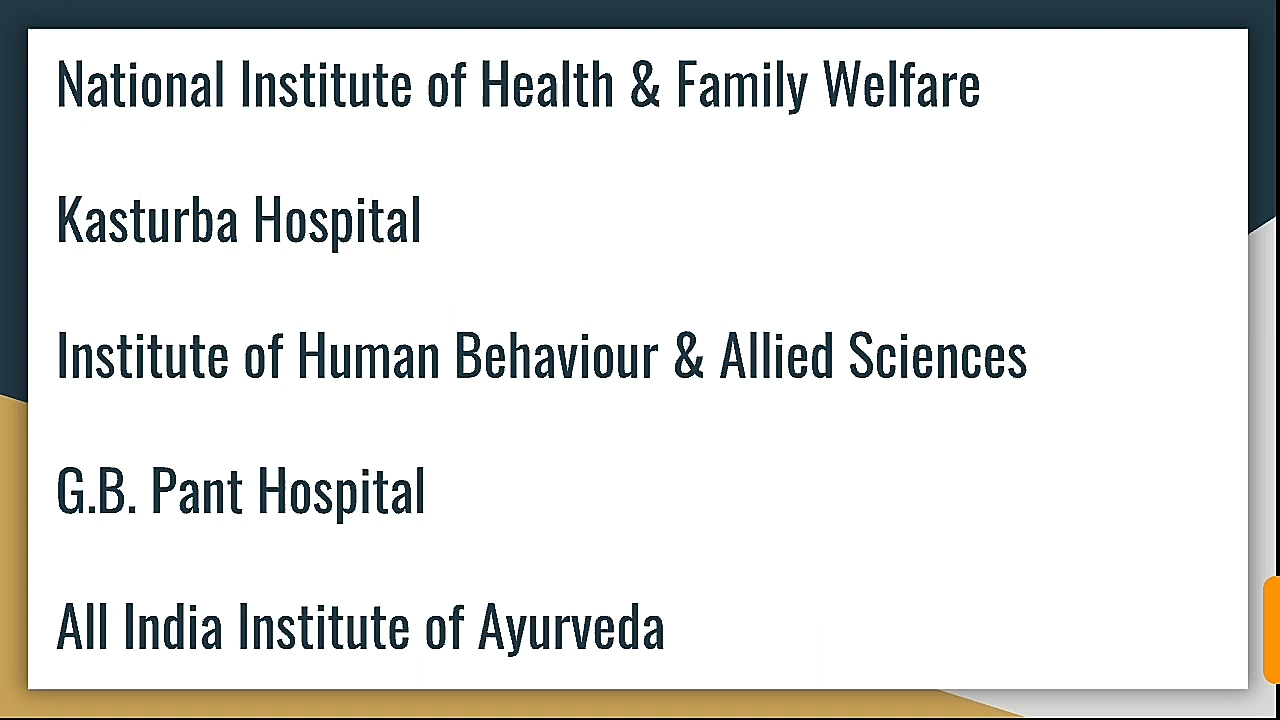 National Institute of Health & Family Welfare
Kasturba Hospital
Institute of Human Behaviour & Allied Sciences
G.B. Pant Hospital
All India Institute of Ayurveda